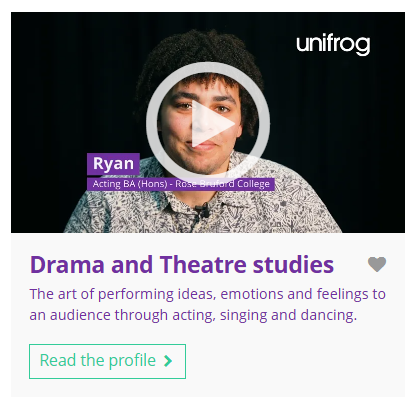 unifrog
Ryan
Acting BA (Hons) - Rose Bruford College
Drama and Theatre studies
The art of performing ideas, emotions and feelings to
an audience through acting, singing and dancing.
Read the profile